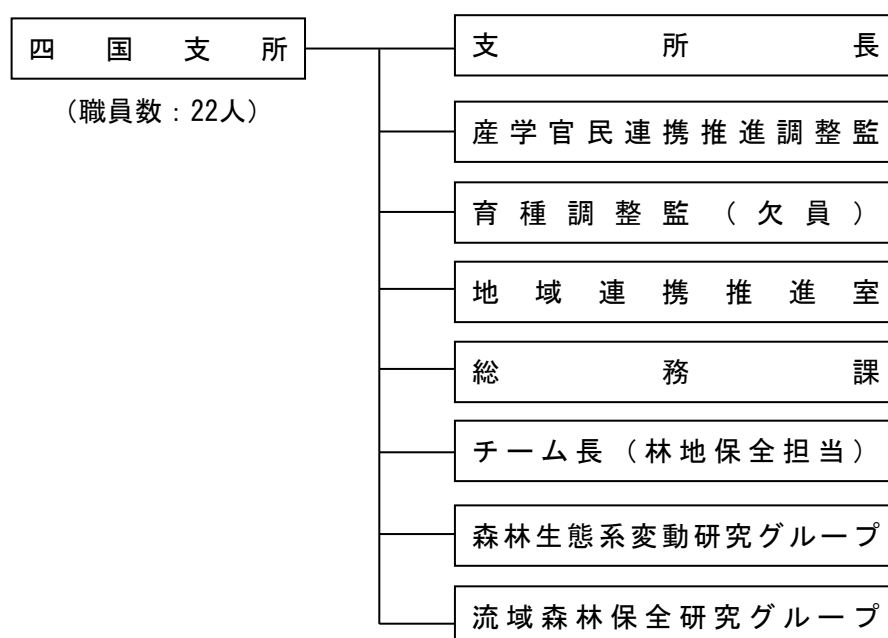 四国支所
（職員数：22人）
支所長
産学官民連携推進調整監
育種調整監（欠員）
地域連携推進室
総務課
チーム長（林地保全担当）
森林生態系変動研究グループ
流域森林保全研究グループ